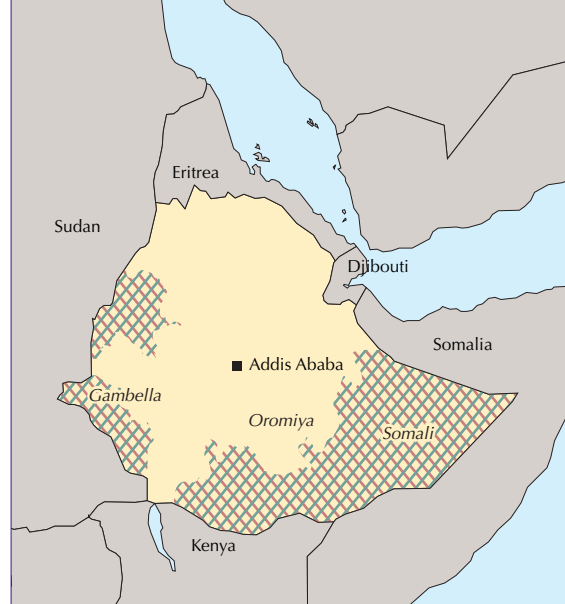 Eritrea
Sudan
Djibouti
Somalia
Addis Ababa
Gambella
Oromiya
Somali
Kenya